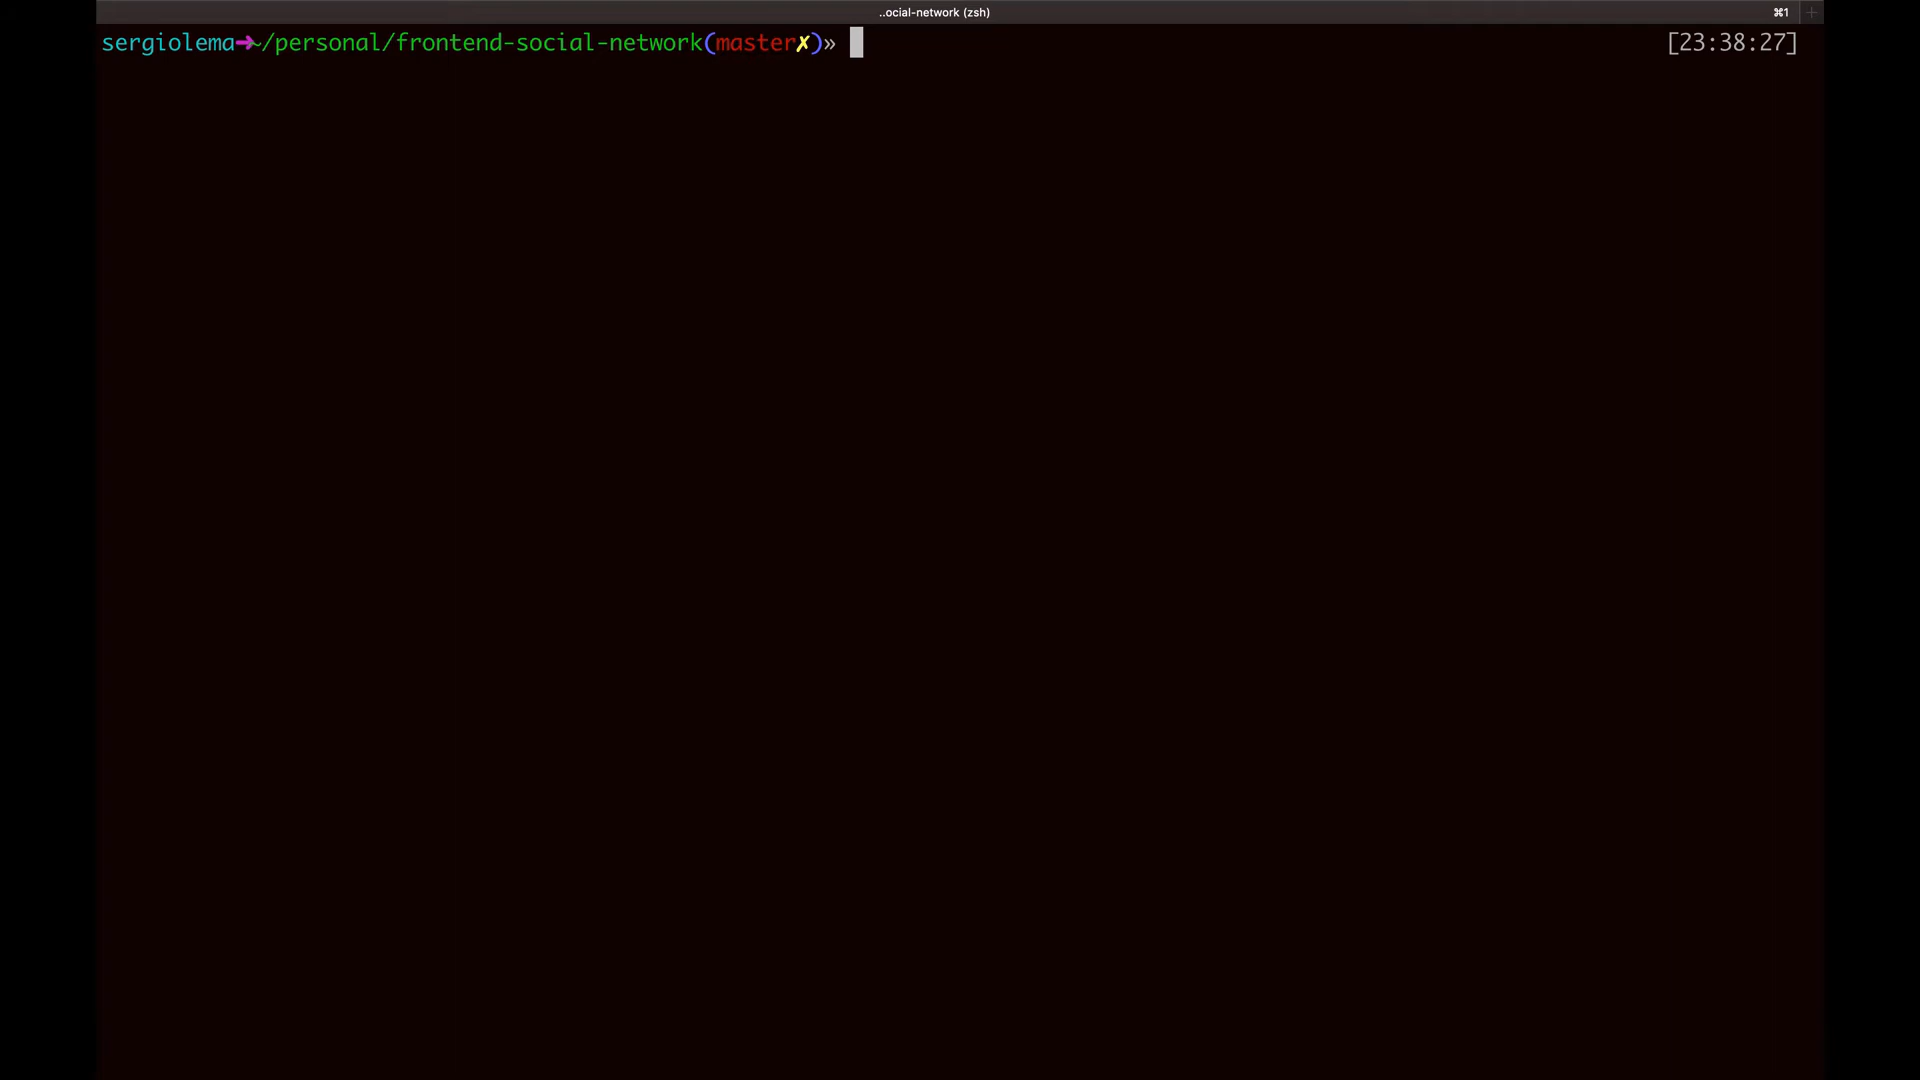 ..ocial-network (zsh)
⌘1
+
sergiolema➜~/personal/frontend-social-network(master✗)» [23:38:27]